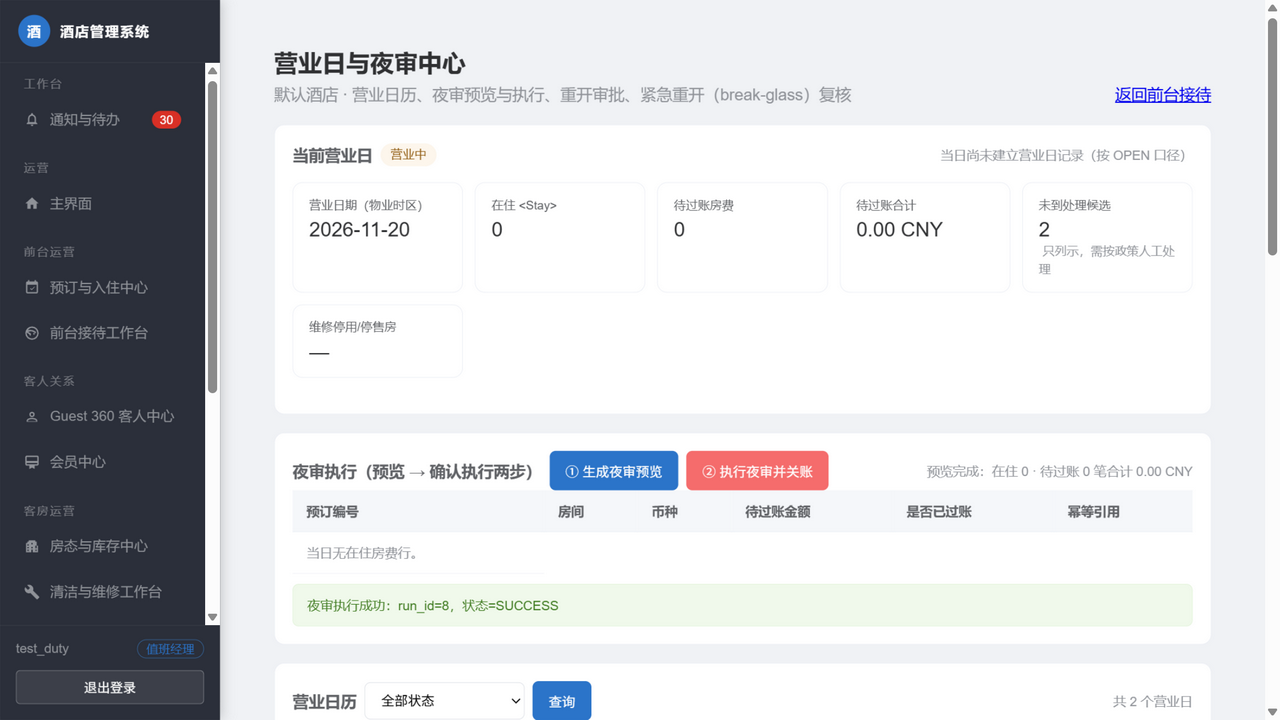 酒 酒店管理系统
工作台
通知与待办 30
运营
主界面
前台运营
预订与入住中心
前台接待工作台
客人关系
Guest 360 客人中心
会员中心
客房运营
房态与库存中心
清洁与维修工作台
test_duty 值班经理
退出登录
营业日与夜审中心
默认酒店 · 营业日历、夜审预览与执行、重开审批、紧急重开（break-glass）复核
返回前台接待
当前营业日 营业中 当日尚未建立营业日记录（按 OPEN 口径）
营业日期（物业时区）
2026-11-20
在住 <Stay>
0
待过账房费
0
待过账合计
0.00 CNY
未到处理候选
2
只列示，需按政策人工处
理
维修停用/停售房
—
夜审执行（预览 → 确认执行两步） ① 生成夜审预览 ② 执行夜审并关账 预览完成：在住 0 · 待过账 0 笔合计 0.00 CNY
预订编号 房间 币种 待过账金额 是否已过账 幂等引用
当日无在住房费行。
夜审执行成功：run_id=8，状态=SUCCESS
营业日历 全部状态 查询 共 2 个营业日